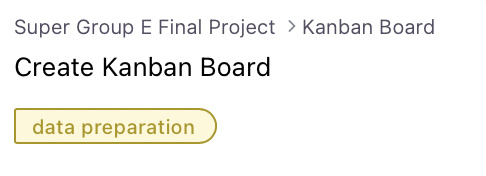 Super Group E Final Project > Kanban Board
Create Kanban Board
data preparation